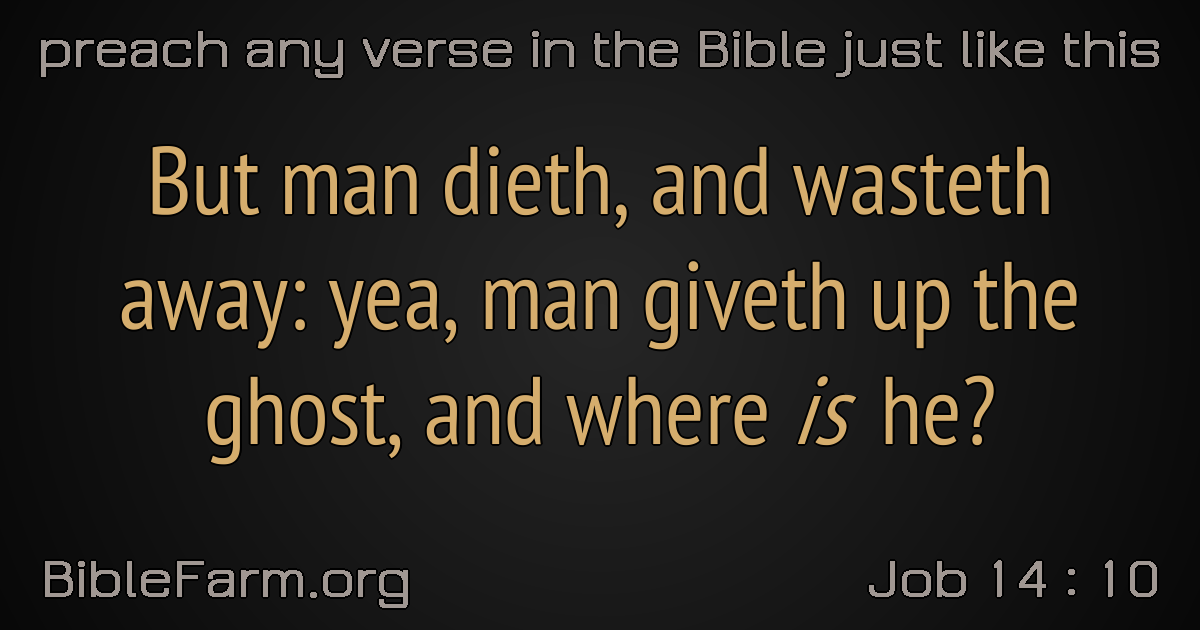 preach any verse in the Bible just like this
But man dieth, and wasteth
away: yea, man giveth up the
ghost, and where is he?
BibleFarm.org
Job 14 : 10